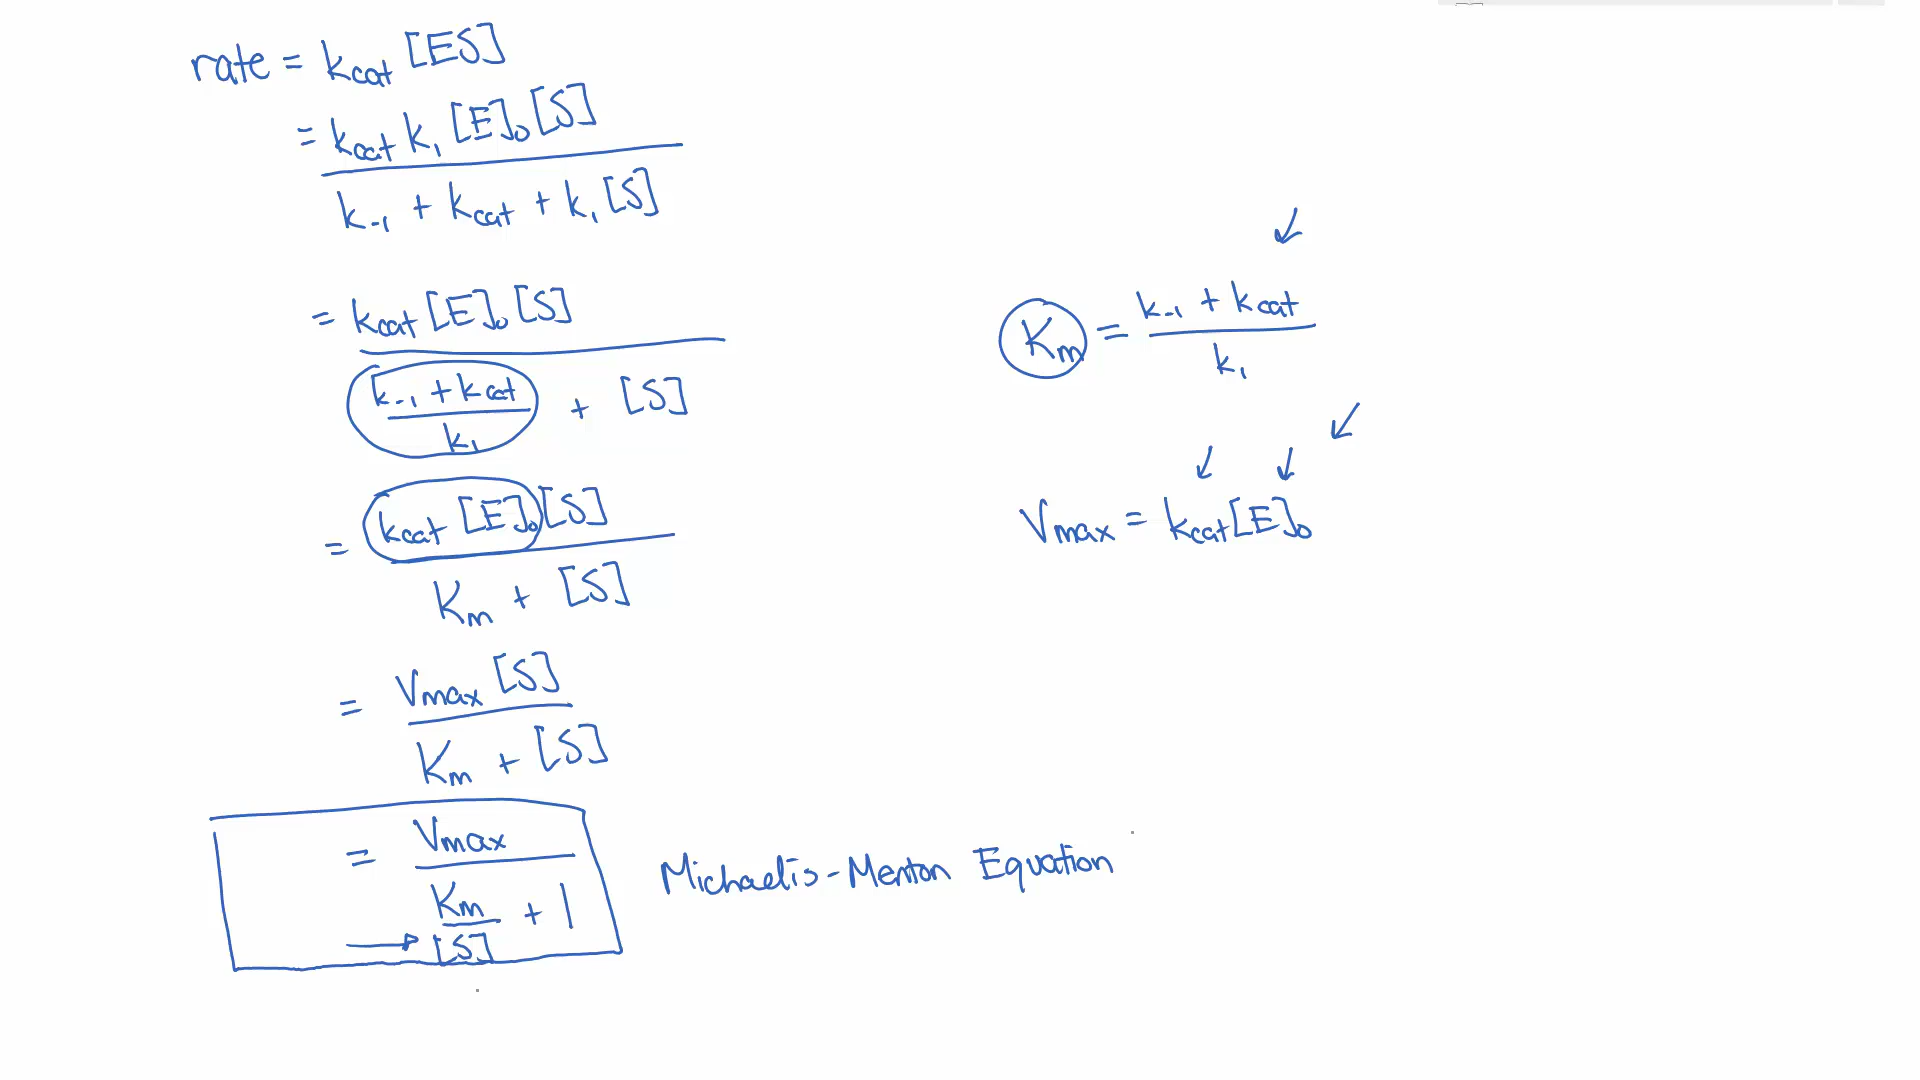 rate = kcat [ES]
= kcat k₁ [E]₀ [S]
k₋₁ + kcat + k₁ [S]
= kcat [E]₀ [S]
k₋₁ + kcat
k₁
+ [S]
= kcat [E]₀ [S]
Km + [S]
= Vmax [S]
Km + [S]
= Vmax
Km
[S]
+ 1
Michaelis-Menton Equation
Km = k₋₁ + kcat
k₁
Vmax = kcat [E]₀